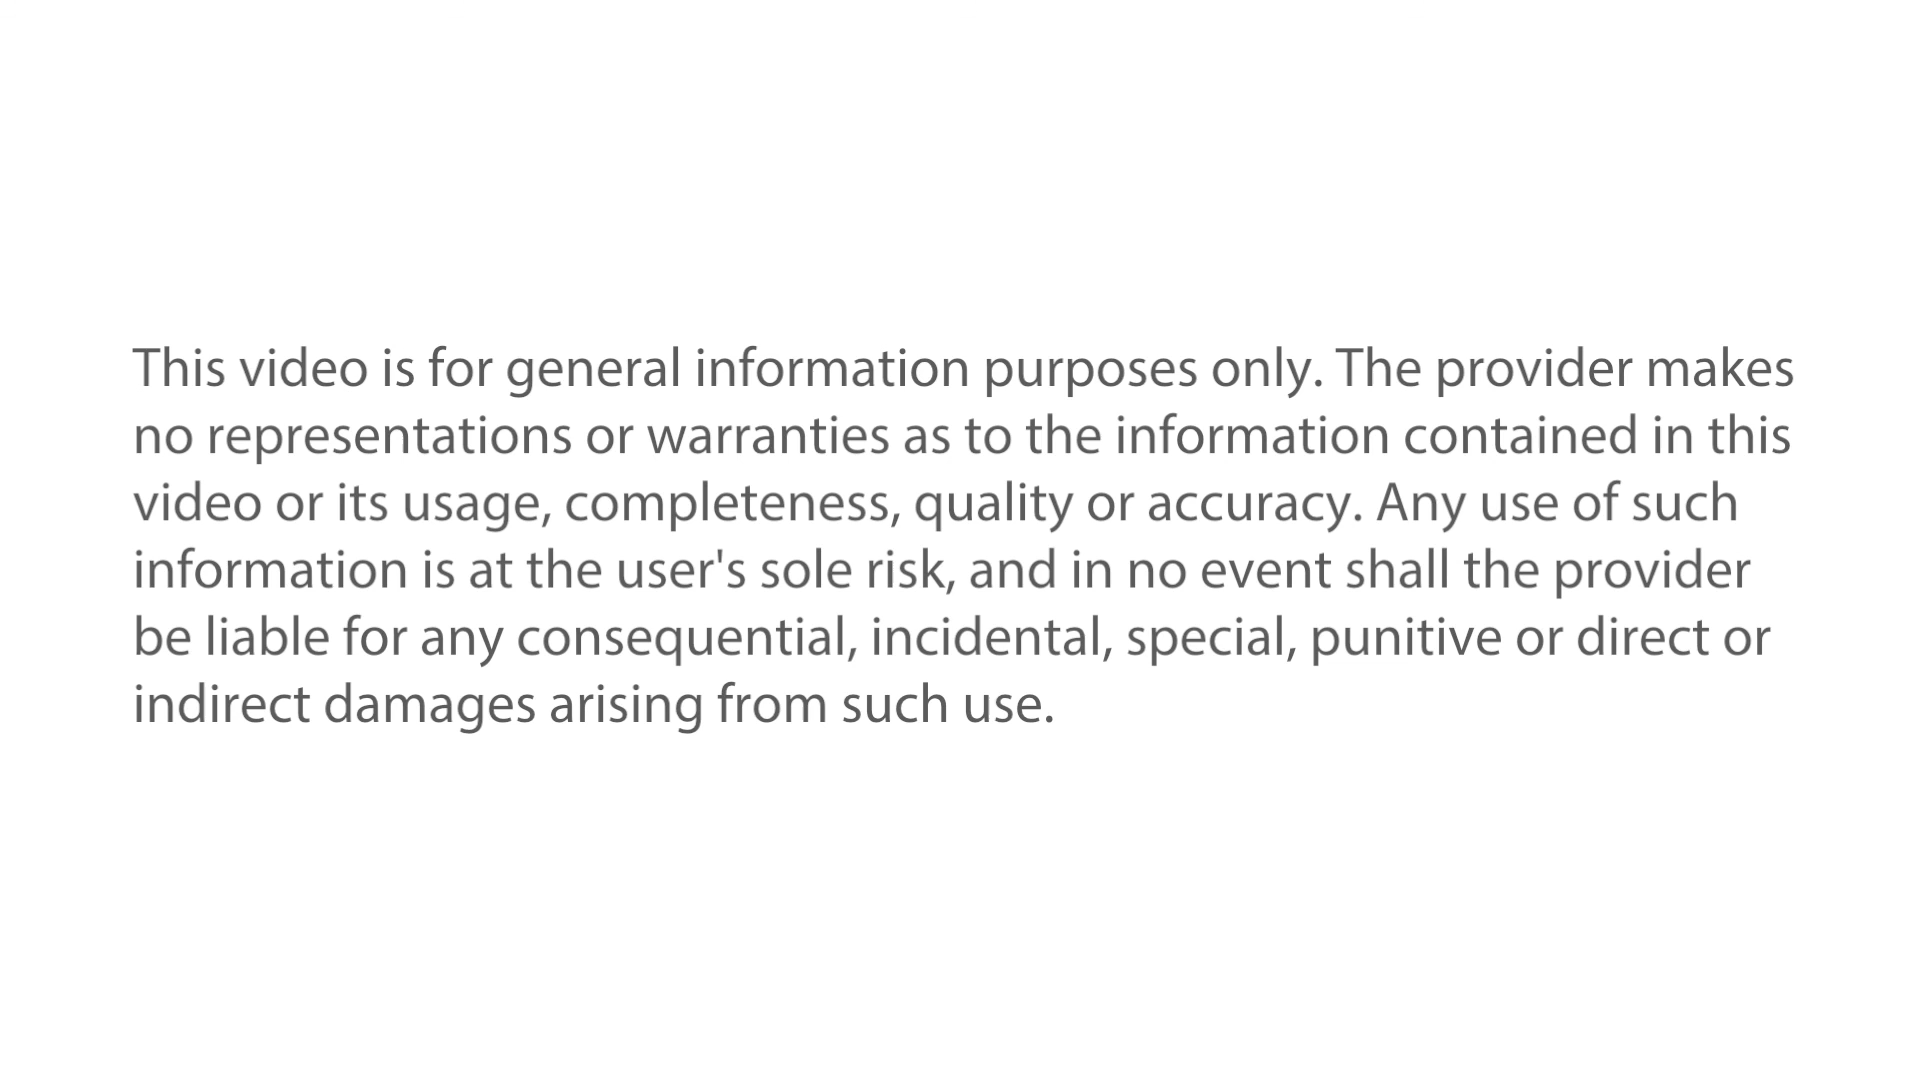 This video is for general information purposes only. The provider makes
no representations or warranties as to the information contained in this
video or its usage, completeness, quality or accuracy. Any use of such
information is at the user's sole risk, and in no event shall the provider
be liable for any consequential, incidental, special, punitive or direct or
indirect damages arising from such use.